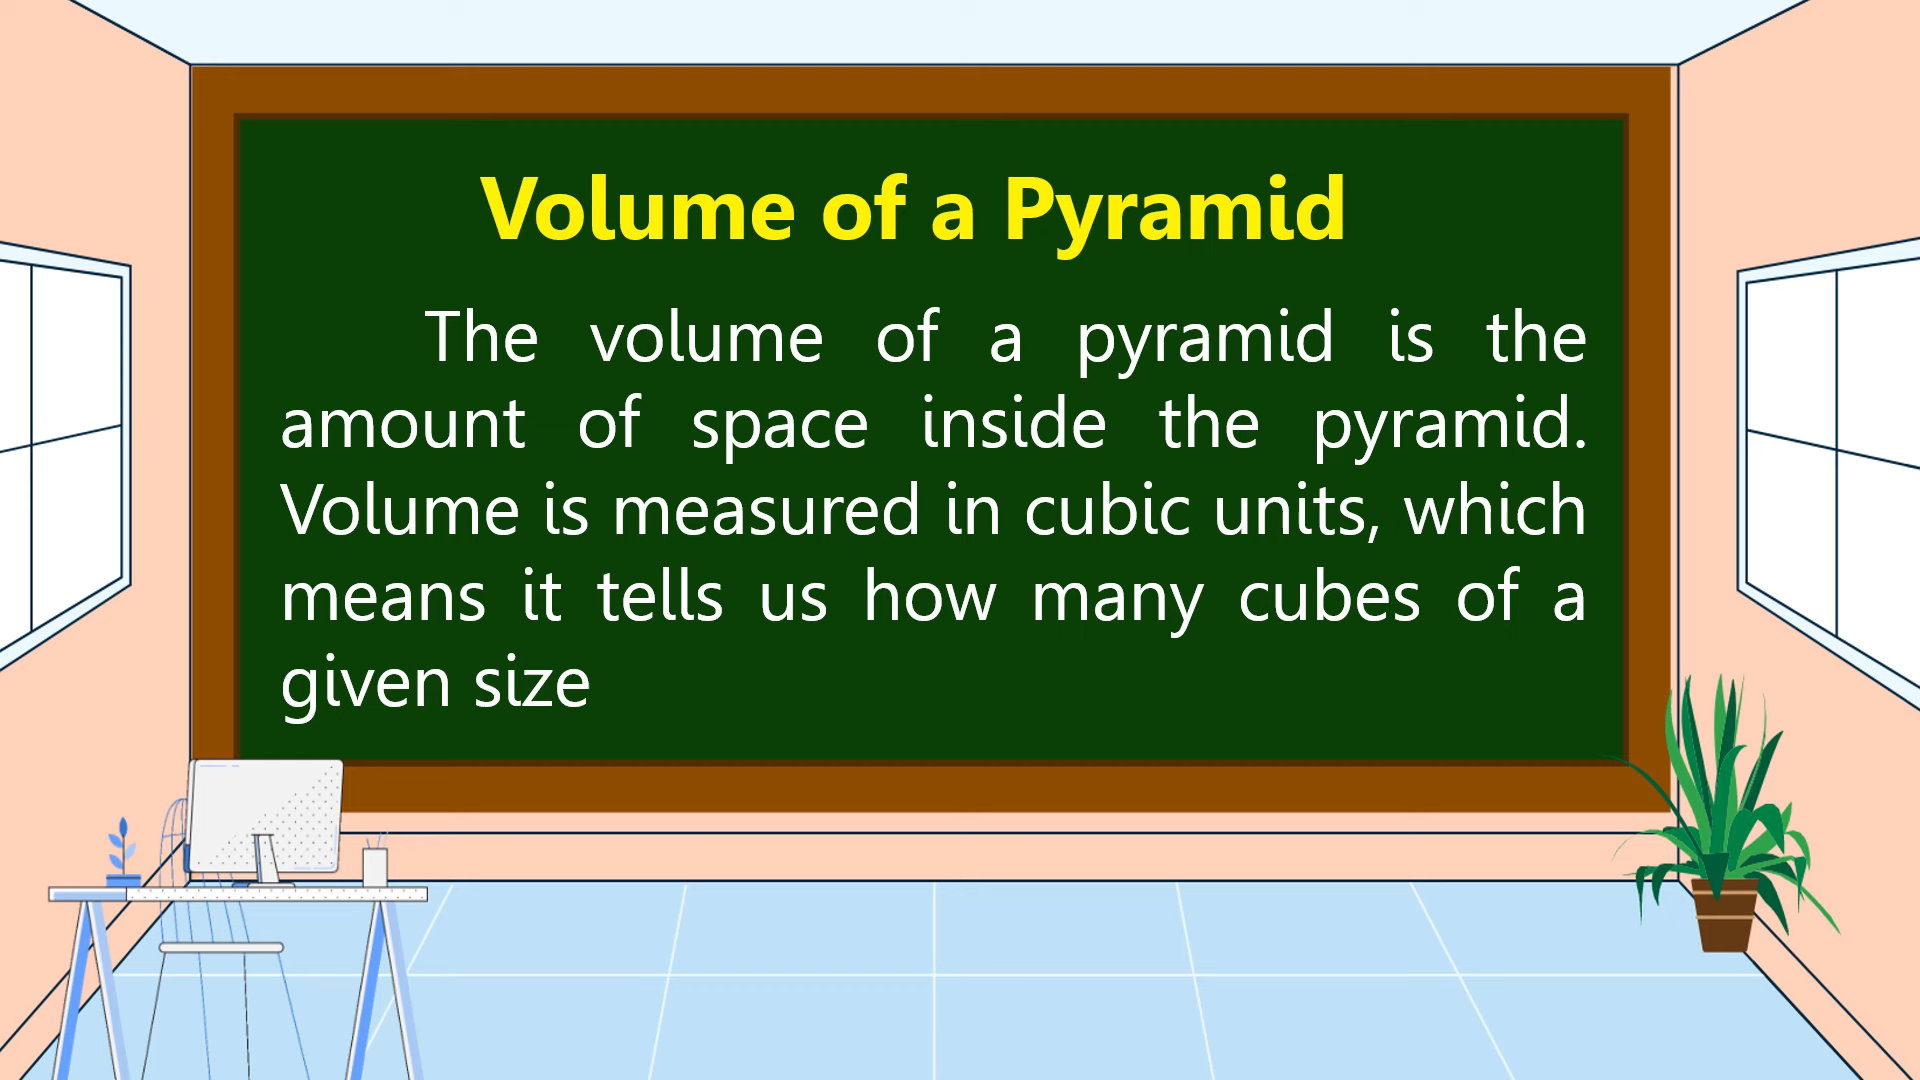 Volume of a Pyramid
The volume of a pyramid is the
amount of space inside the pyramid.
Volume is measured in cubic units, which
means it tells us how many cubes of a
given size